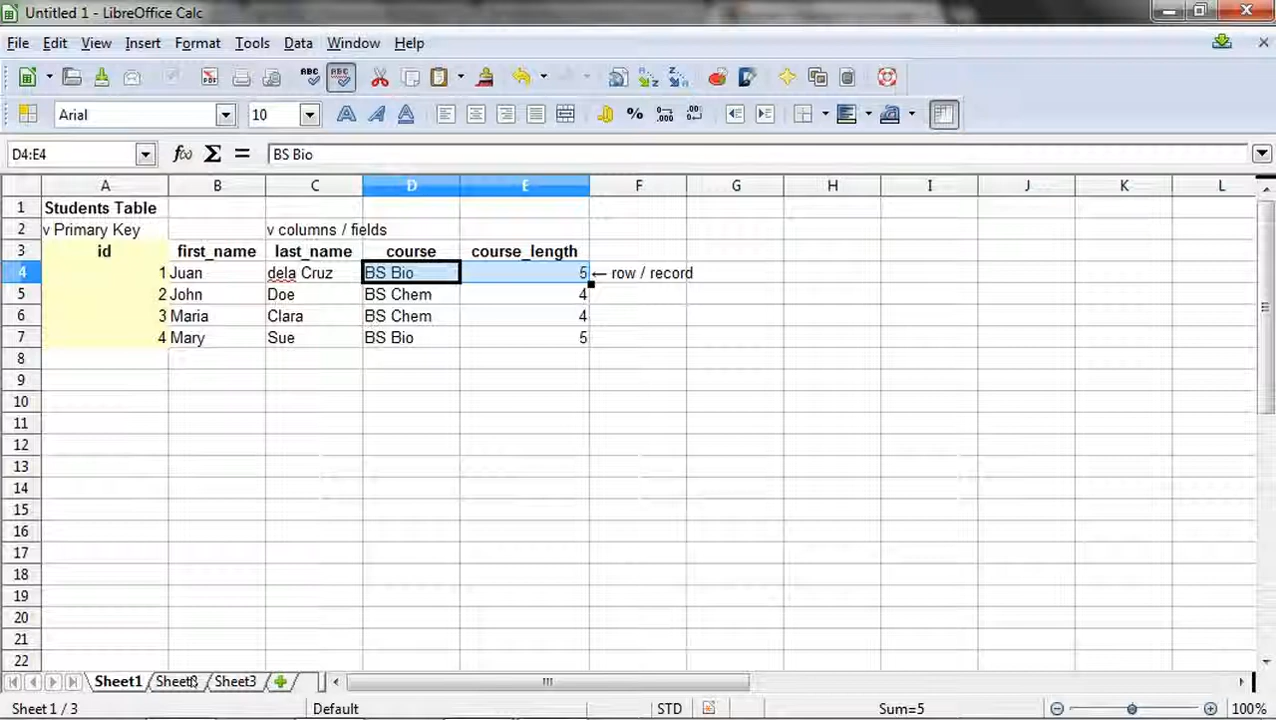 Untitled 1 - LibreOffice Calc
File Edit View Insert Format Tools Data Window Help
PDF ABC ABC
Arial 10
D4:E4 BS Bio
A B C D E F G H I J K L
1 Students Table
2 v Primary Key v columns / fields
3 id first_name last_name course course_length
4 1 Juan dela Cruz BS Bio 5 ← row / record
5 2 John Doe BS Chem 4
6 3 Maria Clara BS Chem 4
7 4 Mary Sue BS Bio 5
8
9
10
11
12
13
14
15
16
17
18
19
20
21
22
Sheet1 Sheet2 Sheet3
Sheet 1 / 3 Default STD Sum=5 100%